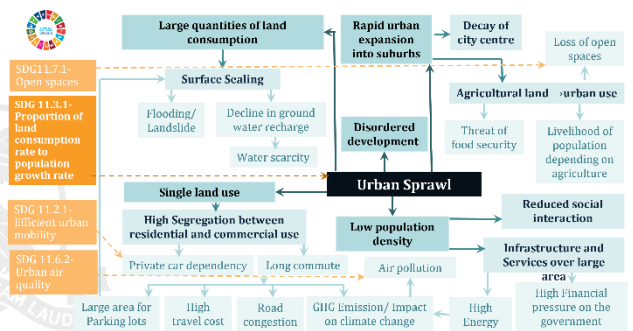 Large quantities of land
consumption
Rapid urban
expansion
into suburbs
Decay of
city centre
Loss of open
spaces
SDG11.7.1-
Open spaces
Surface Sealing
Agricultural land → urban use
SDG 11.3.1-
Proportion of
land
consumption
rate to
population
growth rate
Flooding/
Landslide
Decline in ground
water recharge
Water scarcity
Disordered
development
Threat of
food security
Livelihood of
population
depending on
agriculture
Single land use
Urban Sprawl
High Segregation between
residential and commercial use
Low population
density
Reduced social
interaction
SDG 11.2.1-
Efficient urban
mobility
SDG 11.6.2-
Urban air
quality
Private car dependency
Long commute
Air pollution
Infrastructure and
Services over large
area
Large area for
Parking lots
High
travel cost
Road
congestion
GHG Emission/ Impact
on climate change
High
Energy
High Financial
pressure on the
government